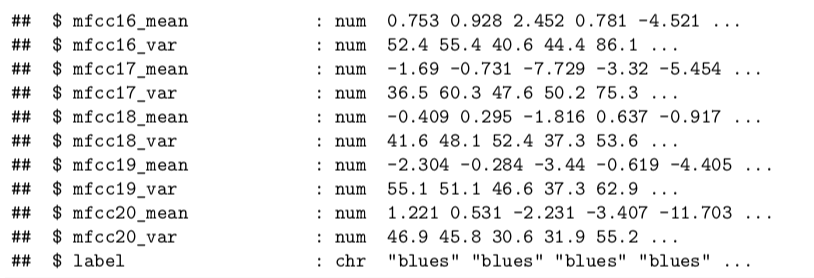 ##  $ mfcc16_mean             : num  0.753 0.928 2.452 0.781 -4.521 ...
##  $ mfcc16_var              : num  52.4 55.4 40.6 44.4 86.1 ...
##  $ mfcc17_mean             : num  -1.69 -0.731 -7.729 -3.32 -5.454 ...
##  $ mfcc17_var              : num  36.5 60.3 47.6 50.2 75.3 ...
##  $ mfcc18_mean             : num  -0.409 0.295 -1.816 0.637 -0.917 ...
##  $ mfcc18_var              : num  41.6 48.1 52.4 37.3 53.6 ...
##  $ mfcc19_mean             : num  -2.304 -0.284 -3.44 -0.619 -4.405 ...
##  $ mfcc19_var              : num  55.1 51.1 46.6 37.3 62.9 ...
##  $ mfcc20_mean             : num  1.221 0.531 -2.231 -3.407 -11.703 ...
##  $ mfcc20_var              : num  46.9 45.8 30.6 31.9 55.2 ...
##  $ label                   : chr  "blues" "blues" "blues" "blues" ...